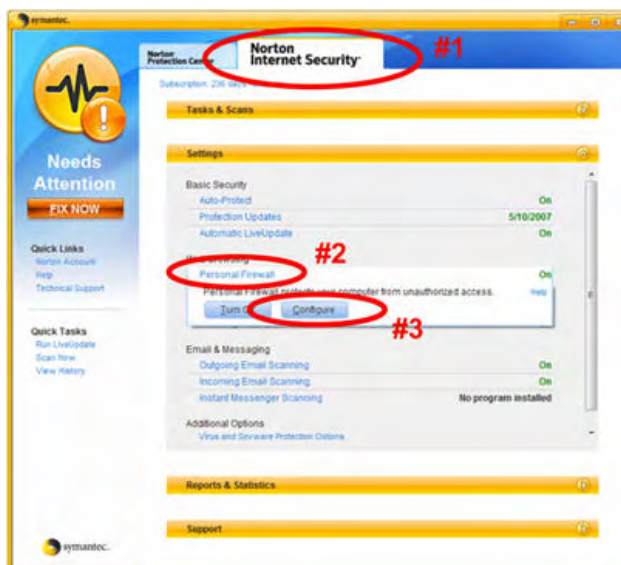 symantec.
Norton
Protection Center
Norton
Internet Security
#1
Subscription: 236 days
Tasks & Scans
Settings
Needs
Attention
FIX NOW
Basic Security
Auto-Protect On
Protection Updates 5/10/2007
Automatic LiveUpdate On
Quick Links
Norton Account
Help
Technical Support
#2
Personal Firewall On
Personal Firewall protects your computer from unauthorized access. Help
Turn
Configure
#3
Quick Tasks
Run LiveUpdate
Scan Now
View History
Email & Messaging
Outgoing Email Scanning On
Incoming Email Scanning On
Instant Messenger Scanning No program installed
Additional Options
Virus and Spyware Protection Options
Reports & Statistics
Support
symantec.